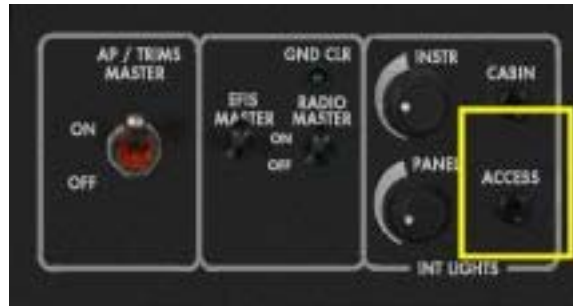 AP / TRIMS
MASTER
ON
OFF
GND CLR
EFIS
MASTER
RADIO
MASTER
ON
OFF
INSTR
CABIN
PANEL
ACCESS
INT LIGHTS